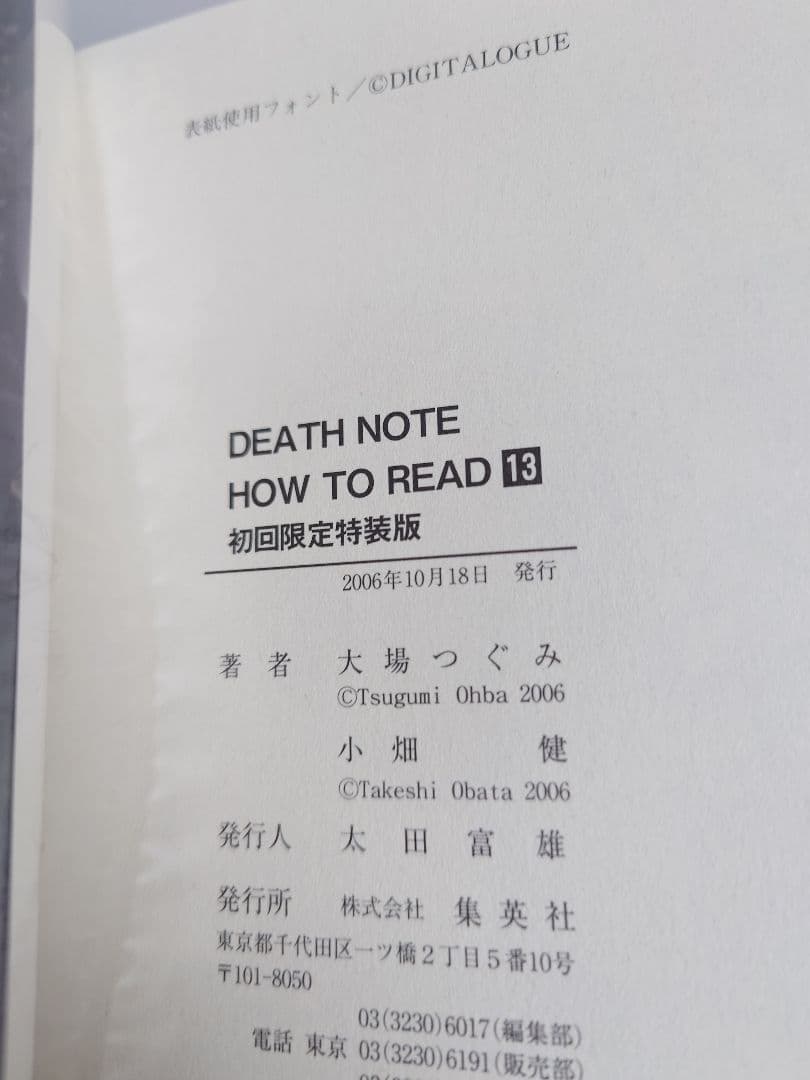 表紙使用フォント／©DIGITALOGUE
DEATH NOTE
HOW TO READ 13
初回限定特装版
2006年10月18日　発行
著者　大場つぐみ
©Tsugumi Ohba 2006
小畑　健
©Takeshi Obata 2006
発行人　太田富雄
発行所　株式会社　集英社
東京都千代田区一ツ橋2丁目5番10号
〒101-8050
03(3230)6017(編集部)
電話 東京 03(3230)6191(販売部)